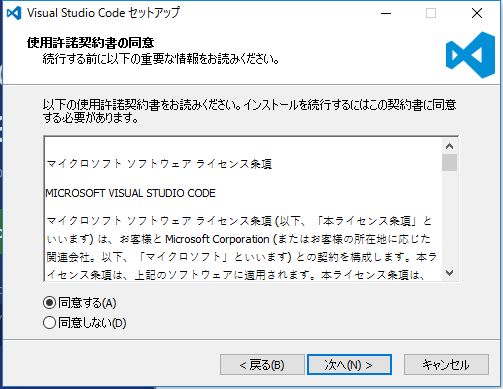 Visual Studio Code セットアップ
使用許諾契約書の同意
続行する前に以下の重要な情報をお読みください。
以下の使用許諾契約書をお読みください。インストールを続行するにはこの契約書に同意
する必要があります。
マイクロソフト ソフトウェア ライセンス条項
MICROSOFT VISUAL STUDIO CODE
マイクロソフト ソフトウェア ライセンス条項 (以下、「本ライセンス条項」と
いいます) は、お客様と Microsoft Corporation (またはお客様の所在地に応じた
関連会社。以下、「マイクロソフト」といいます) との契約を構成します。本ラ
イセンス条項は、上記のソフトウェアに適用されます。本ライセンス条項は、
同意する(A)
同意しない(D)
< 戻る(B)
次へ(N) >
キャンセル